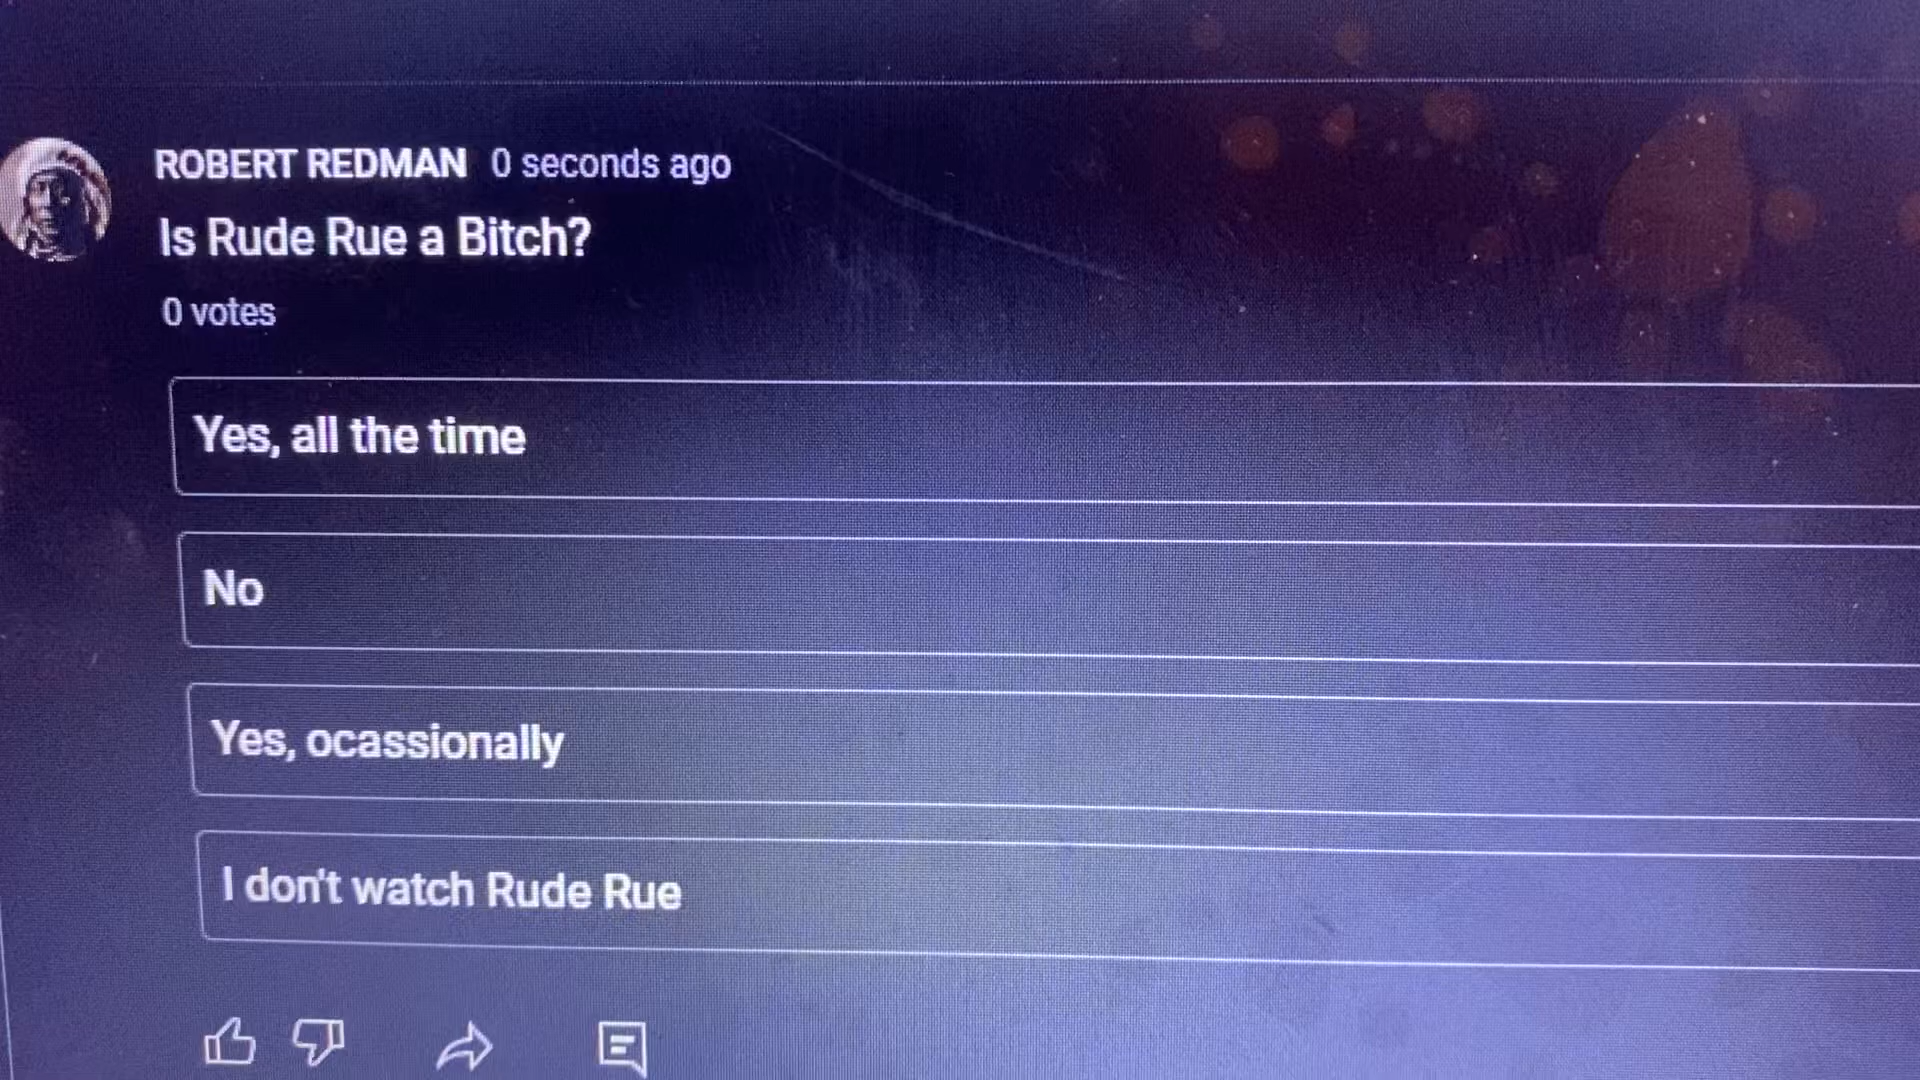 ROBERT REDMAN 0 seconds ago
Is Rude Rue a Bitch?
0 votes
Yes, all the time
No
Yes, ocassionally
I don't watch Rude Rue